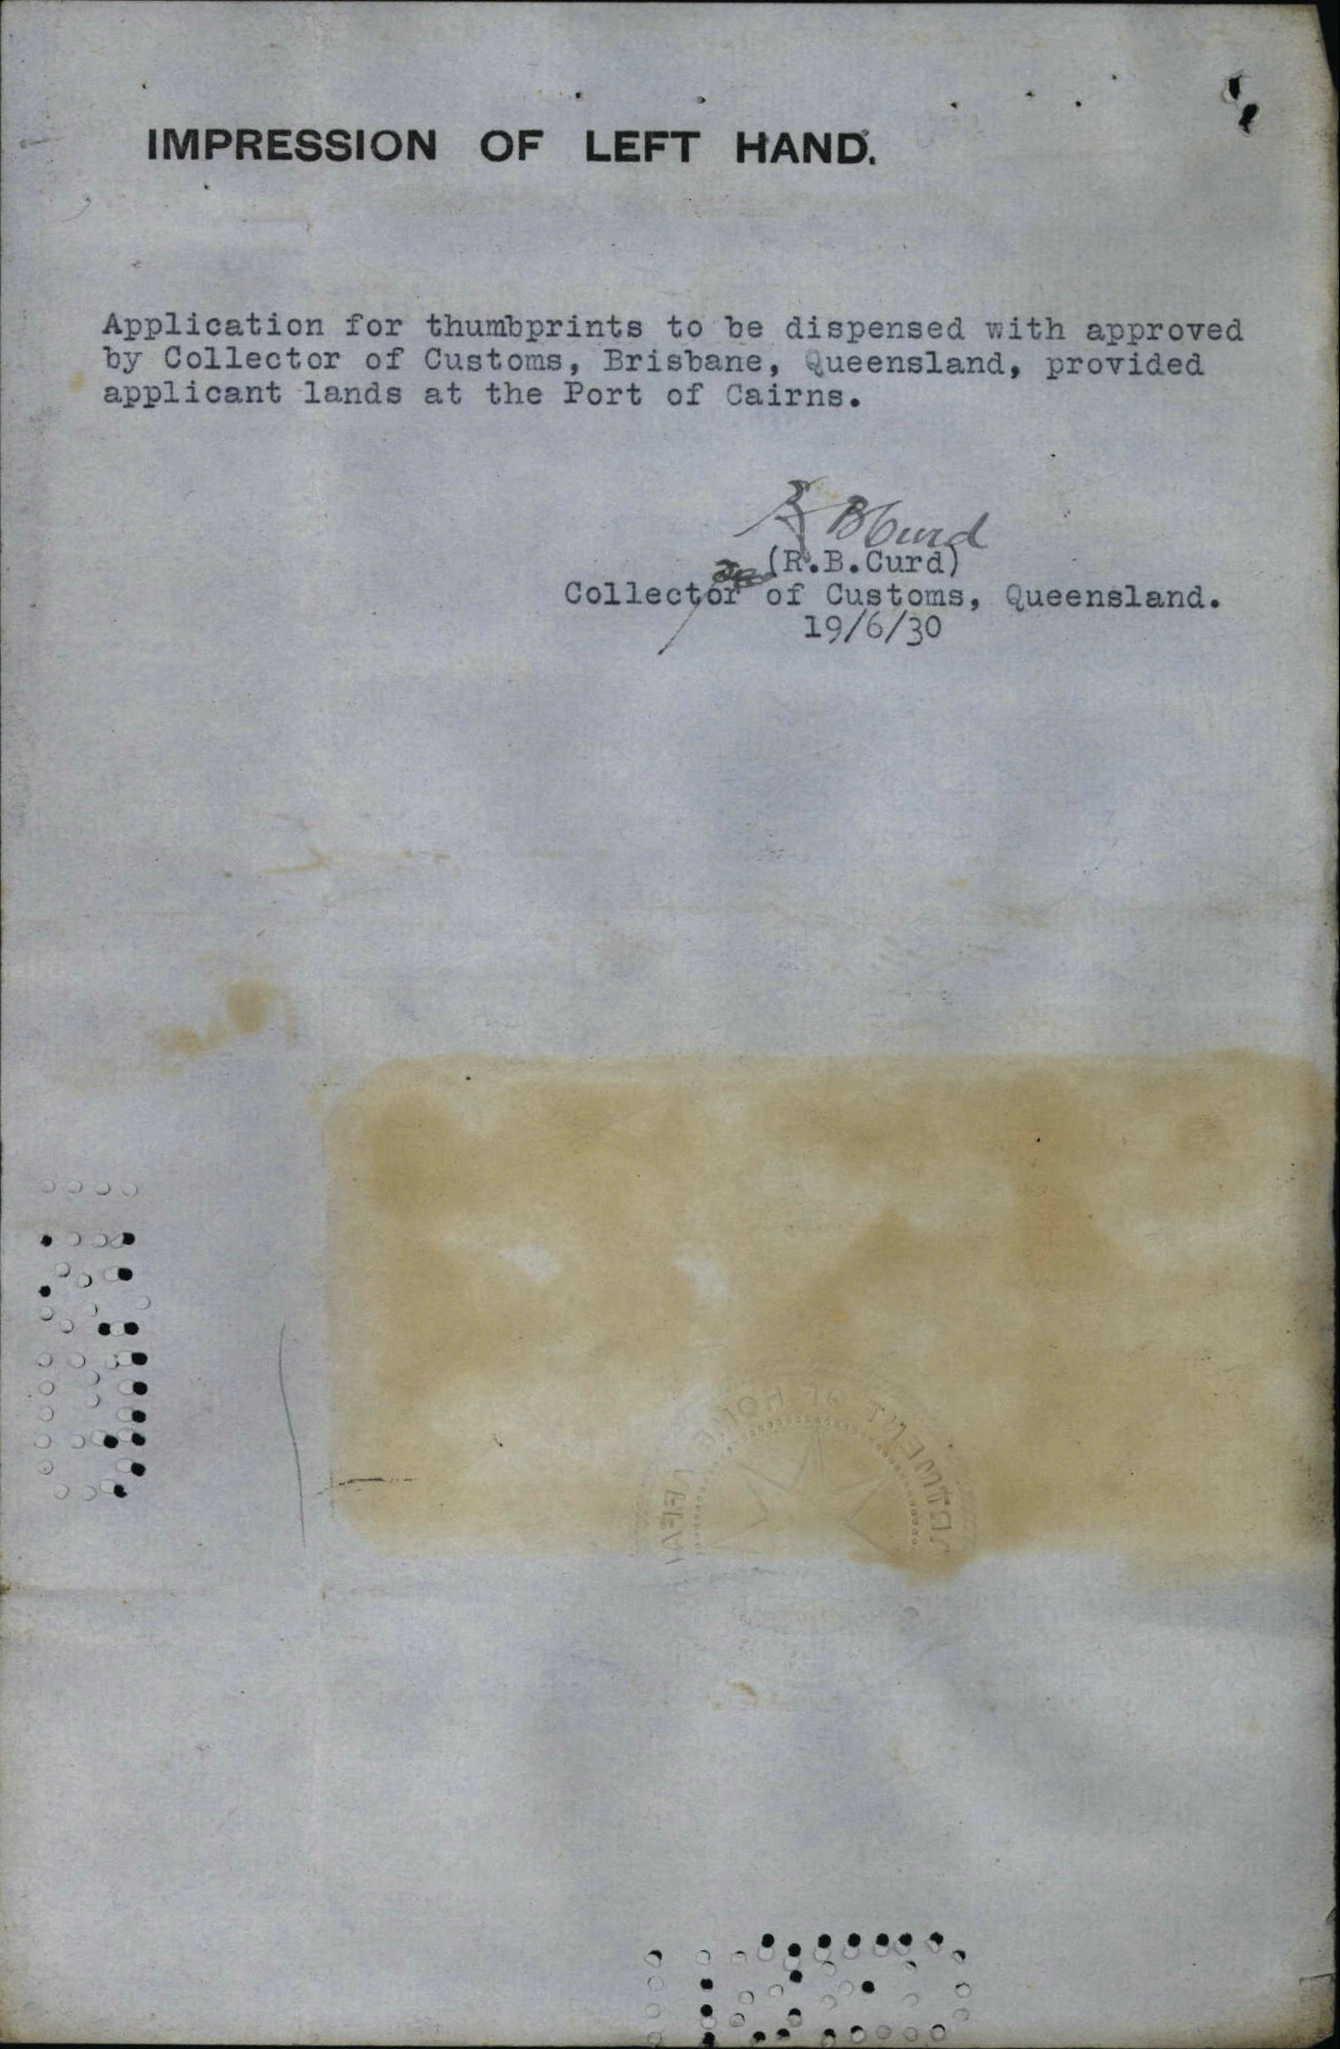 IMPRESSION OF LEFT HAND.
Application for thumbprints to be dispensed with approved
by Collector of Customs, Brisbane, Queensland, provided
applicant lands at the Port of Cairns.
R B Curd
(R.B.Curd)
Collector of Customs, Queensland.
19/6/30